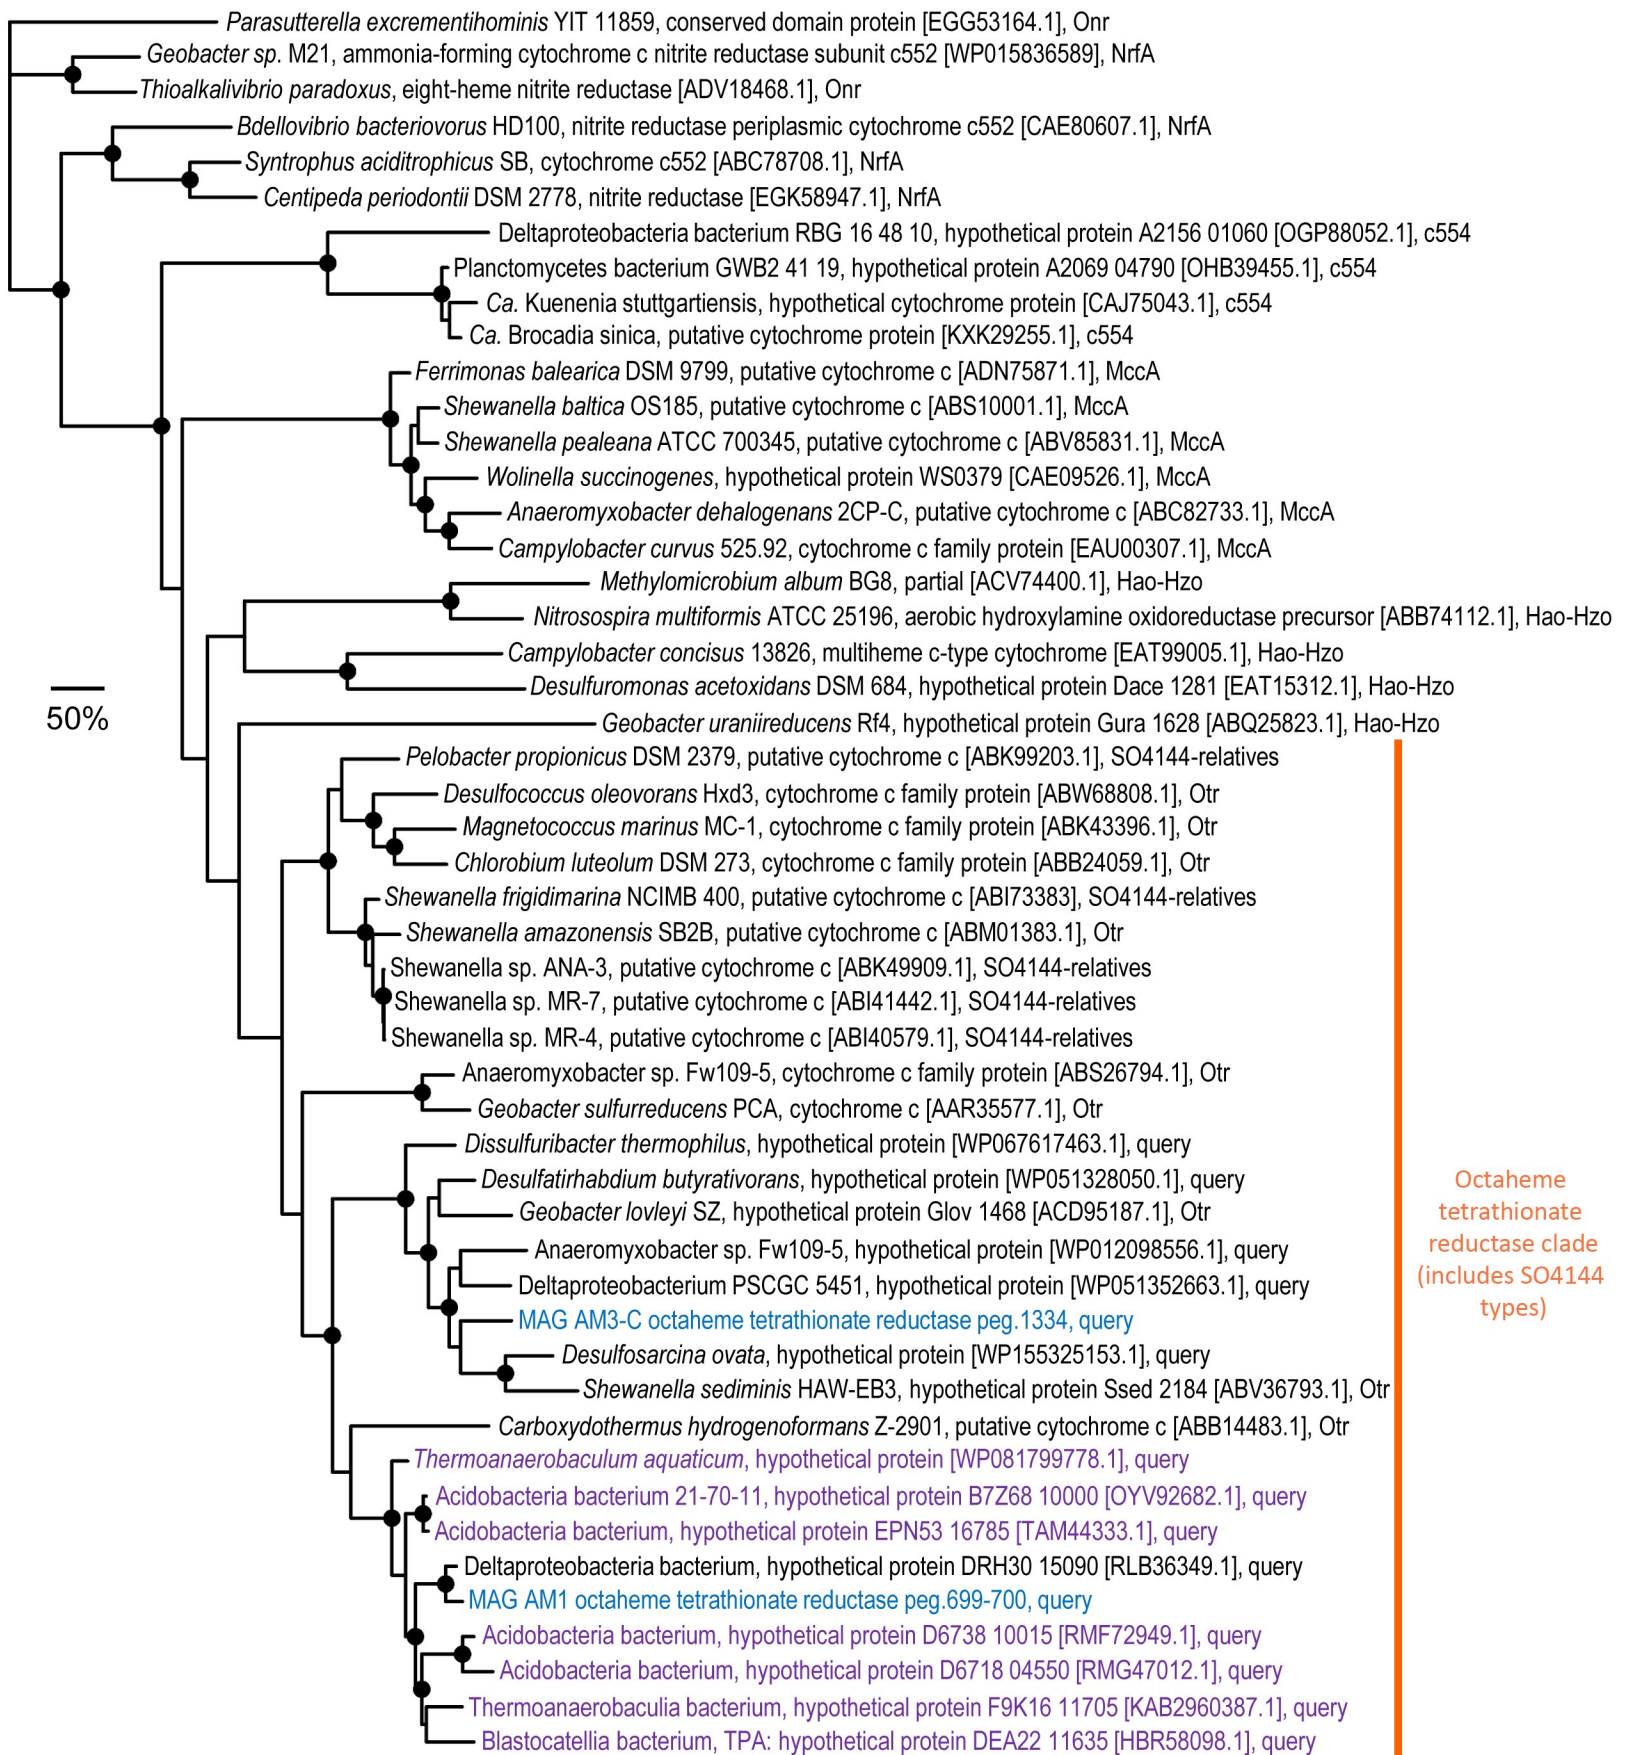 Parasutterella excrementihominis YIT 11859, conserved domain protein [EGG53164.1], Onr
Geobacter sp. M21, ammonia-forming cytochrome c nitrite reductase subunit c552 [WP015836589], NrfA
Thioalkalivibrio paradoxus, eight-heme nitrite reductase [ADV18468.1], Onr
Bdellovibrio bacteriovorus HD100, nitrite reductase periplasmic cytochrome c552 [CAE80607.1], NrfA
Syntrophus aciditrophicus SB, cytochrome c552 [ABC78708.1], NrfA
Centipeda periodontii DSM 2778, nitrite reductase [EGK58947.1], NrfA
Deltaproteobacteria bacterium RBG 16 48 10, hypothetical protein A2156 01060 [OGP88052.1], c554
Planctomycetes bacterium GWB2 41 19, hypothetical protein A2069 04790 [OHB39455.1], c554
Ca. Kuenenia stuttgartiensis, hypothetical cytochrome protein [CAJ75043.1], c554
Ca. Brocadia sinica, putative cytochrome protein [KXK29255.1], c554
Ferrimonas balearica DSM 9799, putative cytochrome c [ADN75871.1], MccA
Shewanella baltica OS185, putative cytochrome c [ABS10001.1], MccA
Shewanella pealeana ATCC 700345, putative cytochrome c [ABV85831.1], MccA
Wolinella succinogenes, hypothetical protein WS0379 [CAE09526.1], MccA
Anaeromyxobacter dehalogenans 2CP-C, putative cytochrome c [ABC82733.1], MccA
Campylobacter curvus 525.92, cytochrome c family protein [EAU00307.1], MccA
Methylomicrobium album BG8, partial [ACV74400.1], Hao-Hzo
Nitrosospira multiformis ATCC 25196, aerobic hydroxylamine oxidoreductase precursor [ABB74112.1], Hao-Hzo
Campylobacter concisus 13826, multiheme c-type cytochrome [EAT99005.1], Hao-Hzo
Desulfuromonas acetoxidans DSM 684, hypothetical protein Dace 1281 [EAT15312.1], Hao-Hzo
50%
Geobacter uraniireducens Rf4, hypothetical protein Gura 1628 [ABQ25823.1], Hao-Hzo
Pelobacter propionicus DSM 2379, putative cytochrome c [ABK99203.1], SO4144-relatives
Desulfococcus oleovorans Hxd3, cytochrome c family protein [ABW68808.1], Otr
Magnetococcus marinus MC-1, cytochrome c family protein [ABK43396.1], Otr
Chlorobium luteolum DSM 273, cytochrome c family protein [ABB24059.1], Otr
Shewanella frigidimarina NCIMB 400, putative cytochrome c [ABI73383], SO4144-relatives
Shewanella amazonensis SB2B, putative cytochrome c [ABM01383.1], Otr
Shewanella sp. ANA-3, putative cytochrome c [ABK49909.1], SO4144-relatives
Shewanella sp. MR-7, putative cytochrome c [ABI41442.1], SO4144-relatives
Shewanella sp. MR-4, putative cytochrome c [ABI40579.1], SO4144-relatives
Anaeromyxobacter sp. Fw109-5, cytochrome c family protein [ABS26794.1], Otr
Geobacter sulfurreducens PCA, cytochrome c [AAR35577.1], Otr
Dissulfuribacter thermophilus, hypothetical protein [WP067617463.1], query
Desulfatirhabdium butyrativorans, hypothetical protein [WP051328050.1], query
Geobacter lovleyi SZ, hypothetical protein Glov 1468 [ACD95187.1], Otr
Anaeromyxobacter sp. Fw109-5, hypothetical protein [WP012098556.1], query
Deltaproteobacterium PSCGC 5451, hypothetical protein [WP051352663.1], query
MAG AM3-C octaheme tetrathionate reductase peg.1334, query
Desulfosarcina ovata, hypothetical protein [WP155325153.1], query
Shewanella sediminis HAW-EB3, hypothetical protein Ssed 2184 [ABV36793.1], Otr
Carboxydothermus hydrogenoformans Z-2901, putative cytochrome c [ABB14483.1], Otr
Thermoanaerobaculum aquaticum, hypothetical protein [WP081799778.1], query
Acidobacteria bacterium 21-70-11, hypothetical protein B7Z68 10000 [OYV92682.1], query
Acidobacteria bacterium, hypothetical protein EPN53 16785 [TAM44333.1], query
Deltaproteobacteria bacterium, hypothetical protein DRH30 15090 [RLB36349.1], query
MAG AM1 octaheme tetrathionate reductase peg.699-700, query
Acidobacteria bacterium, hypothetical protein D6738 10015 [RMF72949.1], query
Acidobacteria bacterium, hypothetical protein D6718 04550 [RMG47012.1], query
Thermoanaerobaculia bacterium, hypothetical protein F9K16 11705 [KAB2960387.1], query
Blastocatellia bacterium, TPA: hypothetical protein DEA22 11635 [HBR58098.1], query
Octaheme
tetrathionate
reductase clade
(includes SO4144
types)